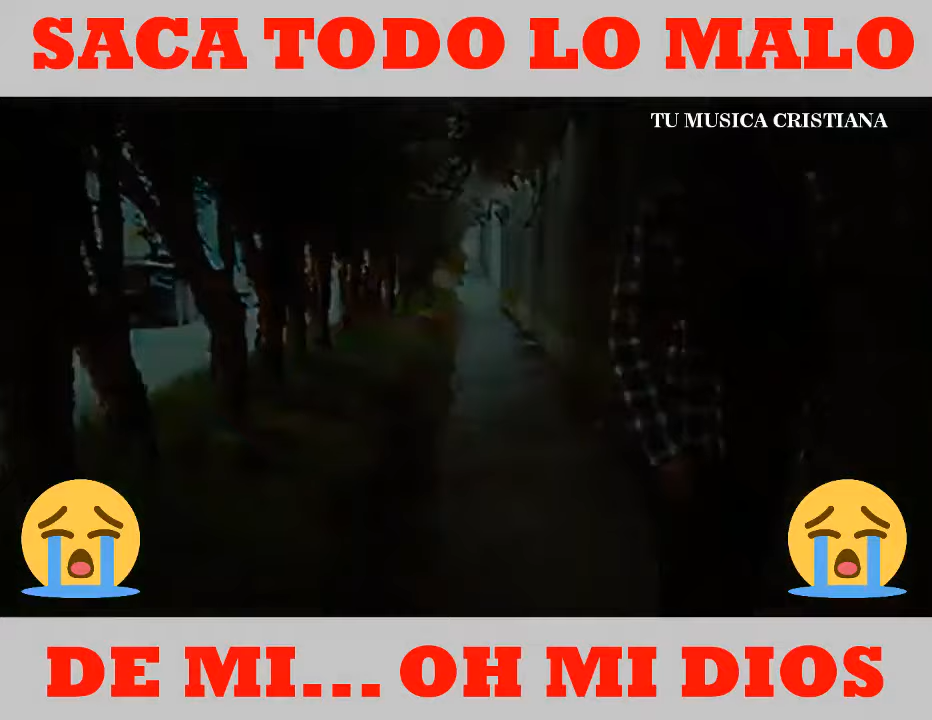 SACA TODO LO MALO
TU MUSICA CRISTIANA
DE MI... OH MI DIOS